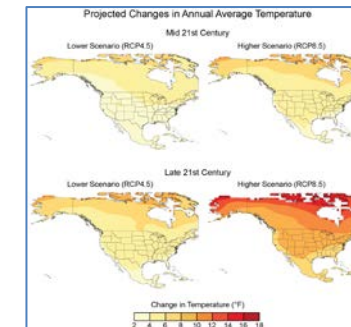 Projected Changes in Annual Average Temperature
Mid 21st Century
Lower Scenario (RCP4.5)
Higher Scenario (RCP8.5)
Late 21st Century
Lower Scenario (RCP4.5)
Higher Scenario (RCP8.5)
Change in Temperature (°F)
2 4 6 8 10 12 14 16 18